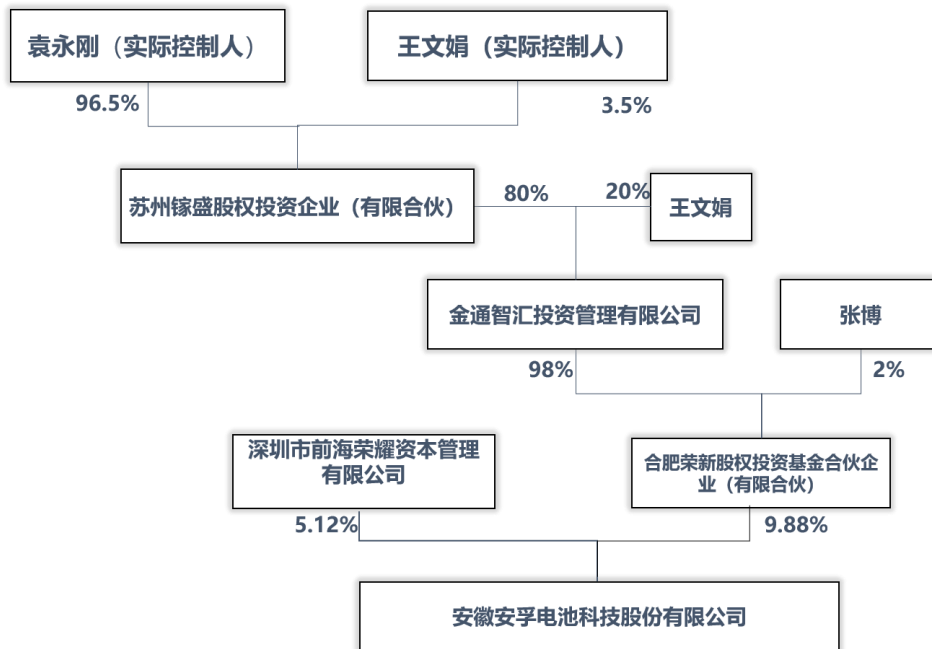 袁永刚（实际控制人）
王文娟（实际控制人）
96.5%
3.5%
苏州镓盛股权投资企业（有限合伙）
80%
20%
王文娟
金通智汇投资管理有限公司
张博
98%
2%
深圳市前海荣耀资本管理
有限公司
合肥荣新股权投资基金合伙企
业（有限合伙）
5.12%
9.88%
安徽安孚电池科技股份有限公司